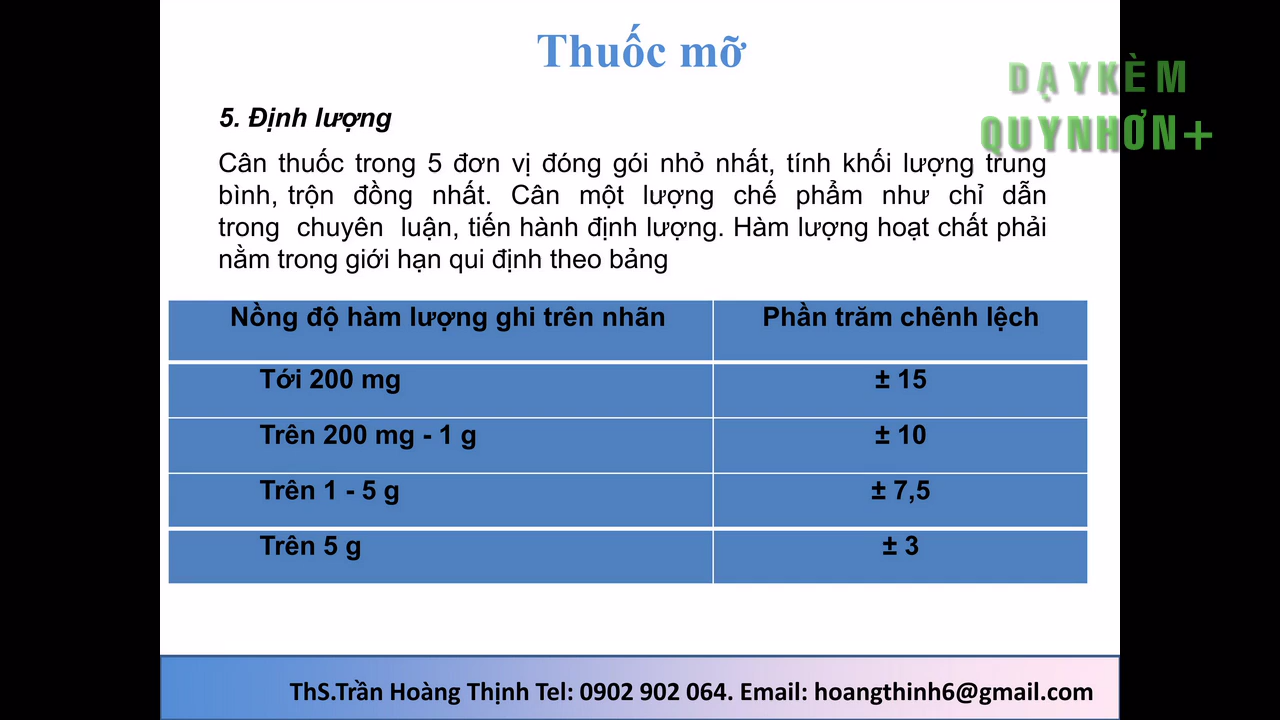 Thuốc mỡ
DẠY KÈM
QUY NHƠN +
5. Định lượng
Cân thuốc trong 5 đơn vị đóng gói nhỏ nhất, tính khối lượng trung
bình, trộn đồng nhất. Cân một lượng chế phẩm như chỉ dẫn
trong chuyên luận, tiến hành định lượng. Hàm lượng hoạt chất phải
nằm trong giới hạn qui định theo bảng
Nồng độ hàm lượng ghi trên nhãn Phần trăm chênh lệch
Tới 200 mg ± 15
Trên 200 mg - 1 g ± 10
Trên 1 - 5 g ± 7,5
Trên 5 g ± 3
ThS.Trần Hoàng Thịnh Tel: 0902 902 064. Email: hoangthinh6@gmail.com